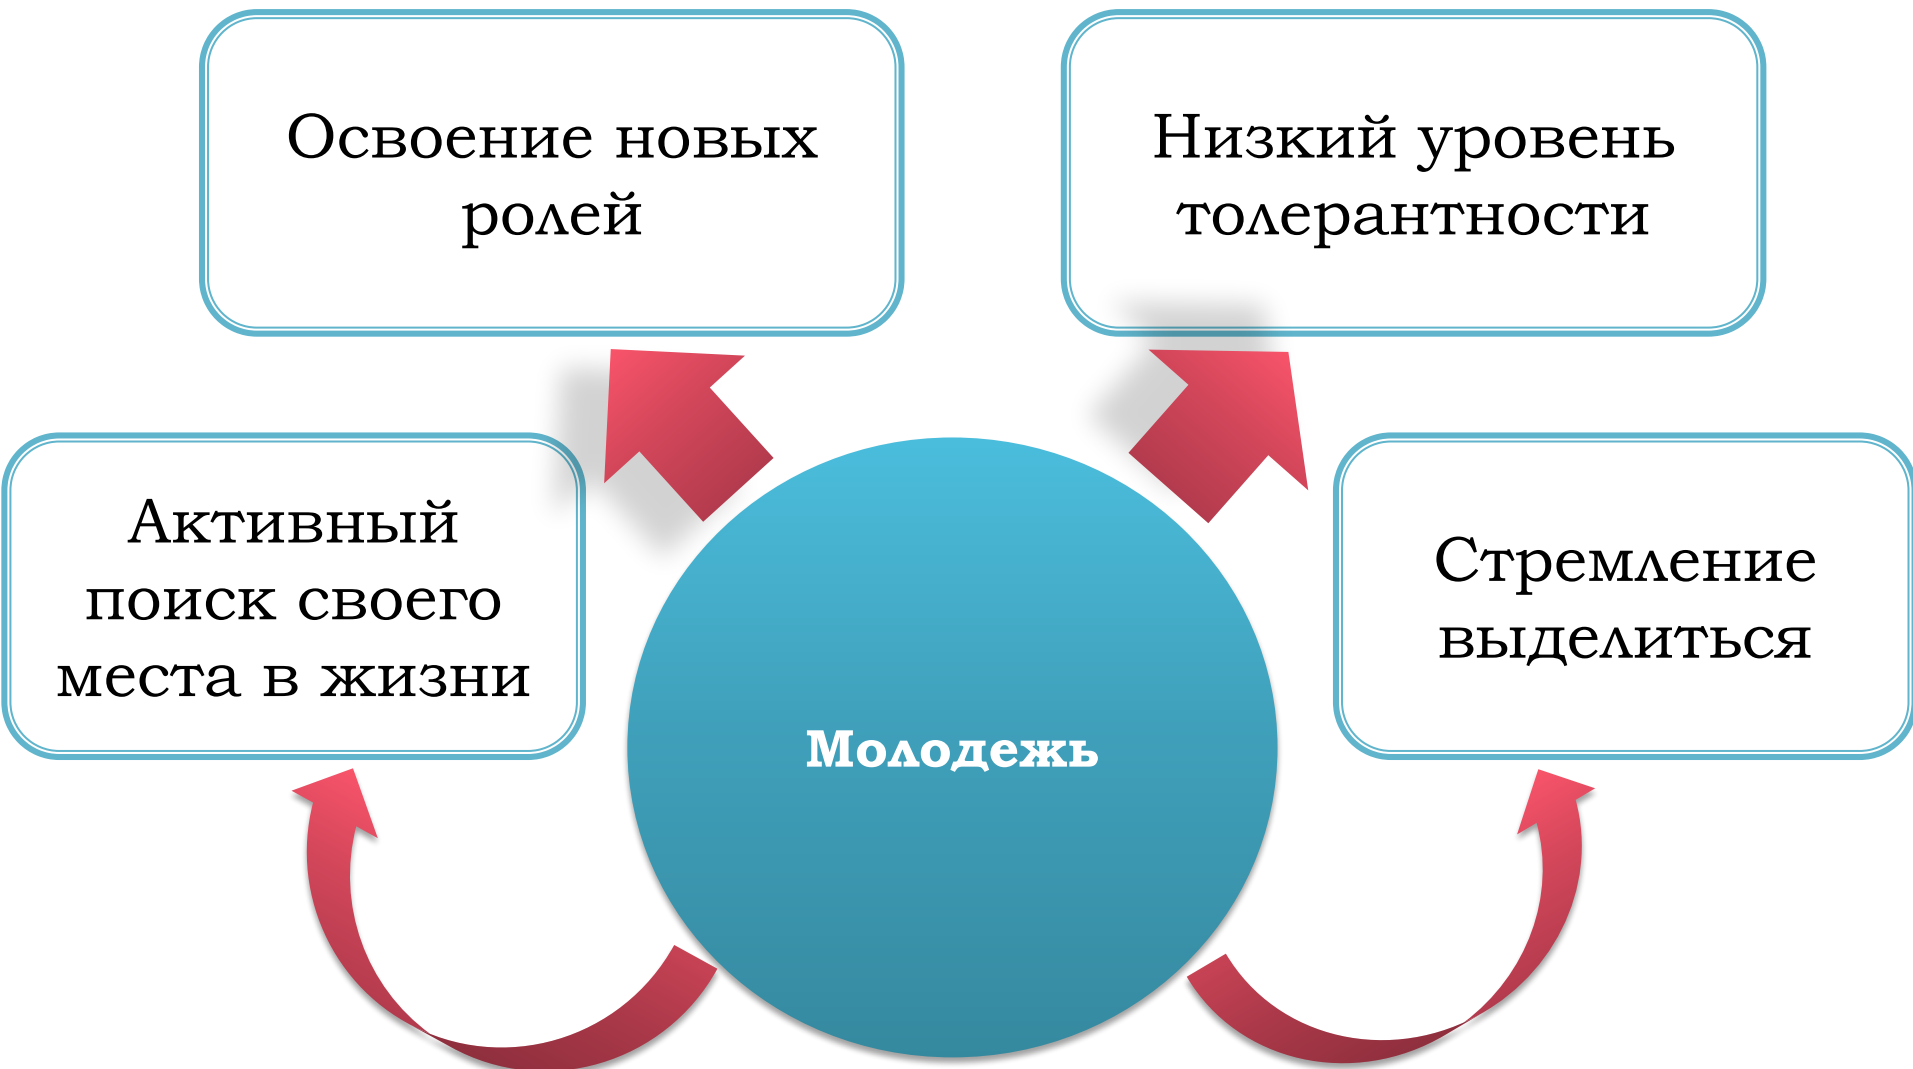 Освоение новых
ролей
Низкий уровень
толерантности
Активный
поиск своего
места в жизни
Стремление
выделиться
Молодежь